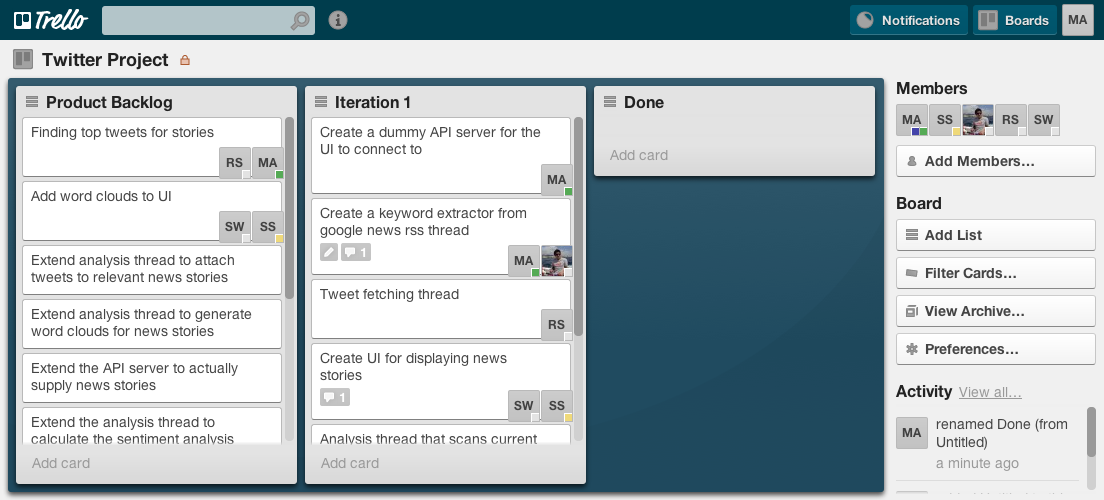 Trello
Notifications
Boards
MA
Twitter Project
Product Backlog
Finding top tweets for stories
RS MA
Add word clouds to UI
SW SS
Extend analysis thread to attach
tweets to relevant news stories
Extend analysis thread to generate
word clouds for news stories
Extend the API server to actually
supply news stories
Extend the analysis thread to
calculate the sentiment analysis
Add card
Iteration 1
Create a dummy API server for the
UI to connect to
MA
Create a keyword extractor from
google news rss thread
1
MA
Tweet fetching thread
RS
Create UI for displaying news
stories
1
SW SS
Analysis thread that scans current
Add card
Done
Add card
Members
MA SS RS SW
Add Members...
Board
Add List
Filter Cards...
View Archive...
Preferences...
Activity View all...
MA
renamed Done (from
Untitled)
a minute ago